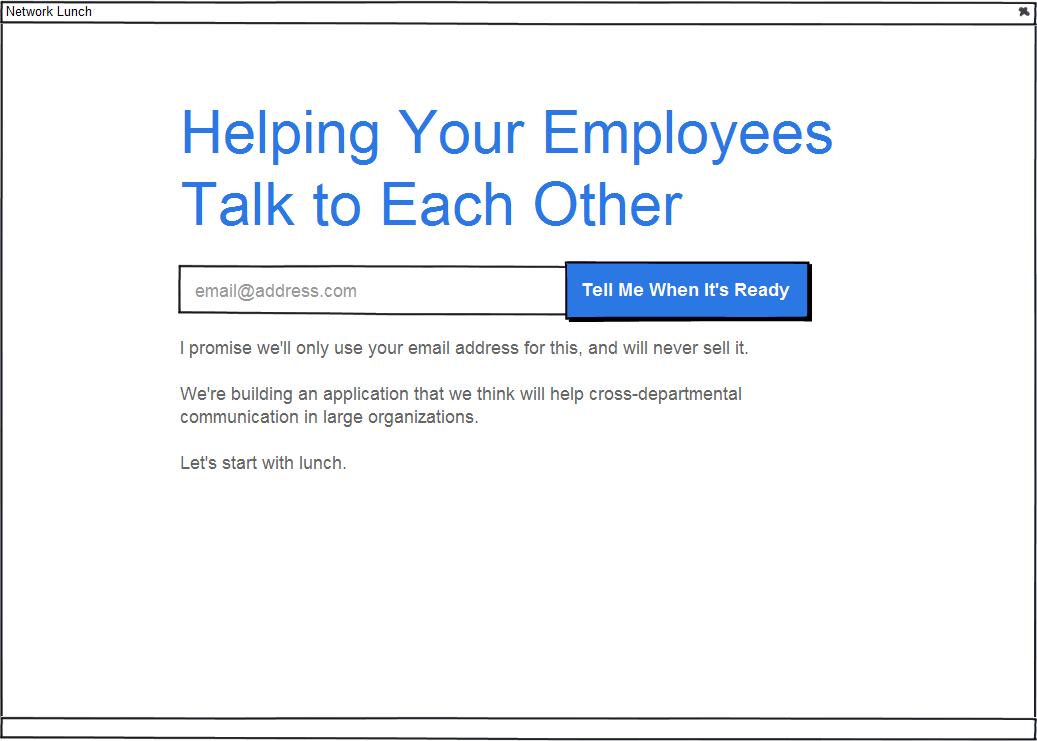 Network Lunch
Helping Your Employees
Talk to Each Other
email@address.com
Tell Me When It's Ready
I promise we'll only use your email address for this, and will never sell it.
We're building an application that we think will help cross-departmental
communication in large organizations.
Let's start with lunch.